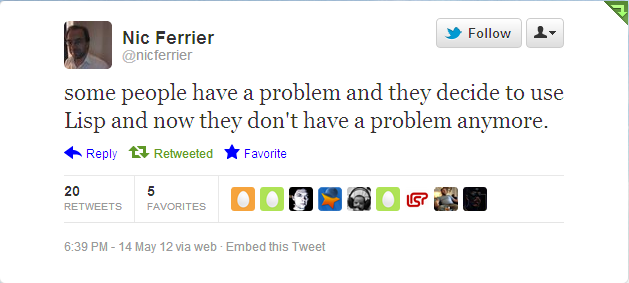 Nic Ferrier
@nicferrier
Follow
some people have a problem and they decide to use
Lisp and now they don't have a problem anymore.
Reply Retweeted Favorite
20 5
RETWEETS FAVORITES
6:39 PM - 14 May 12 via web · Embed this Tweet